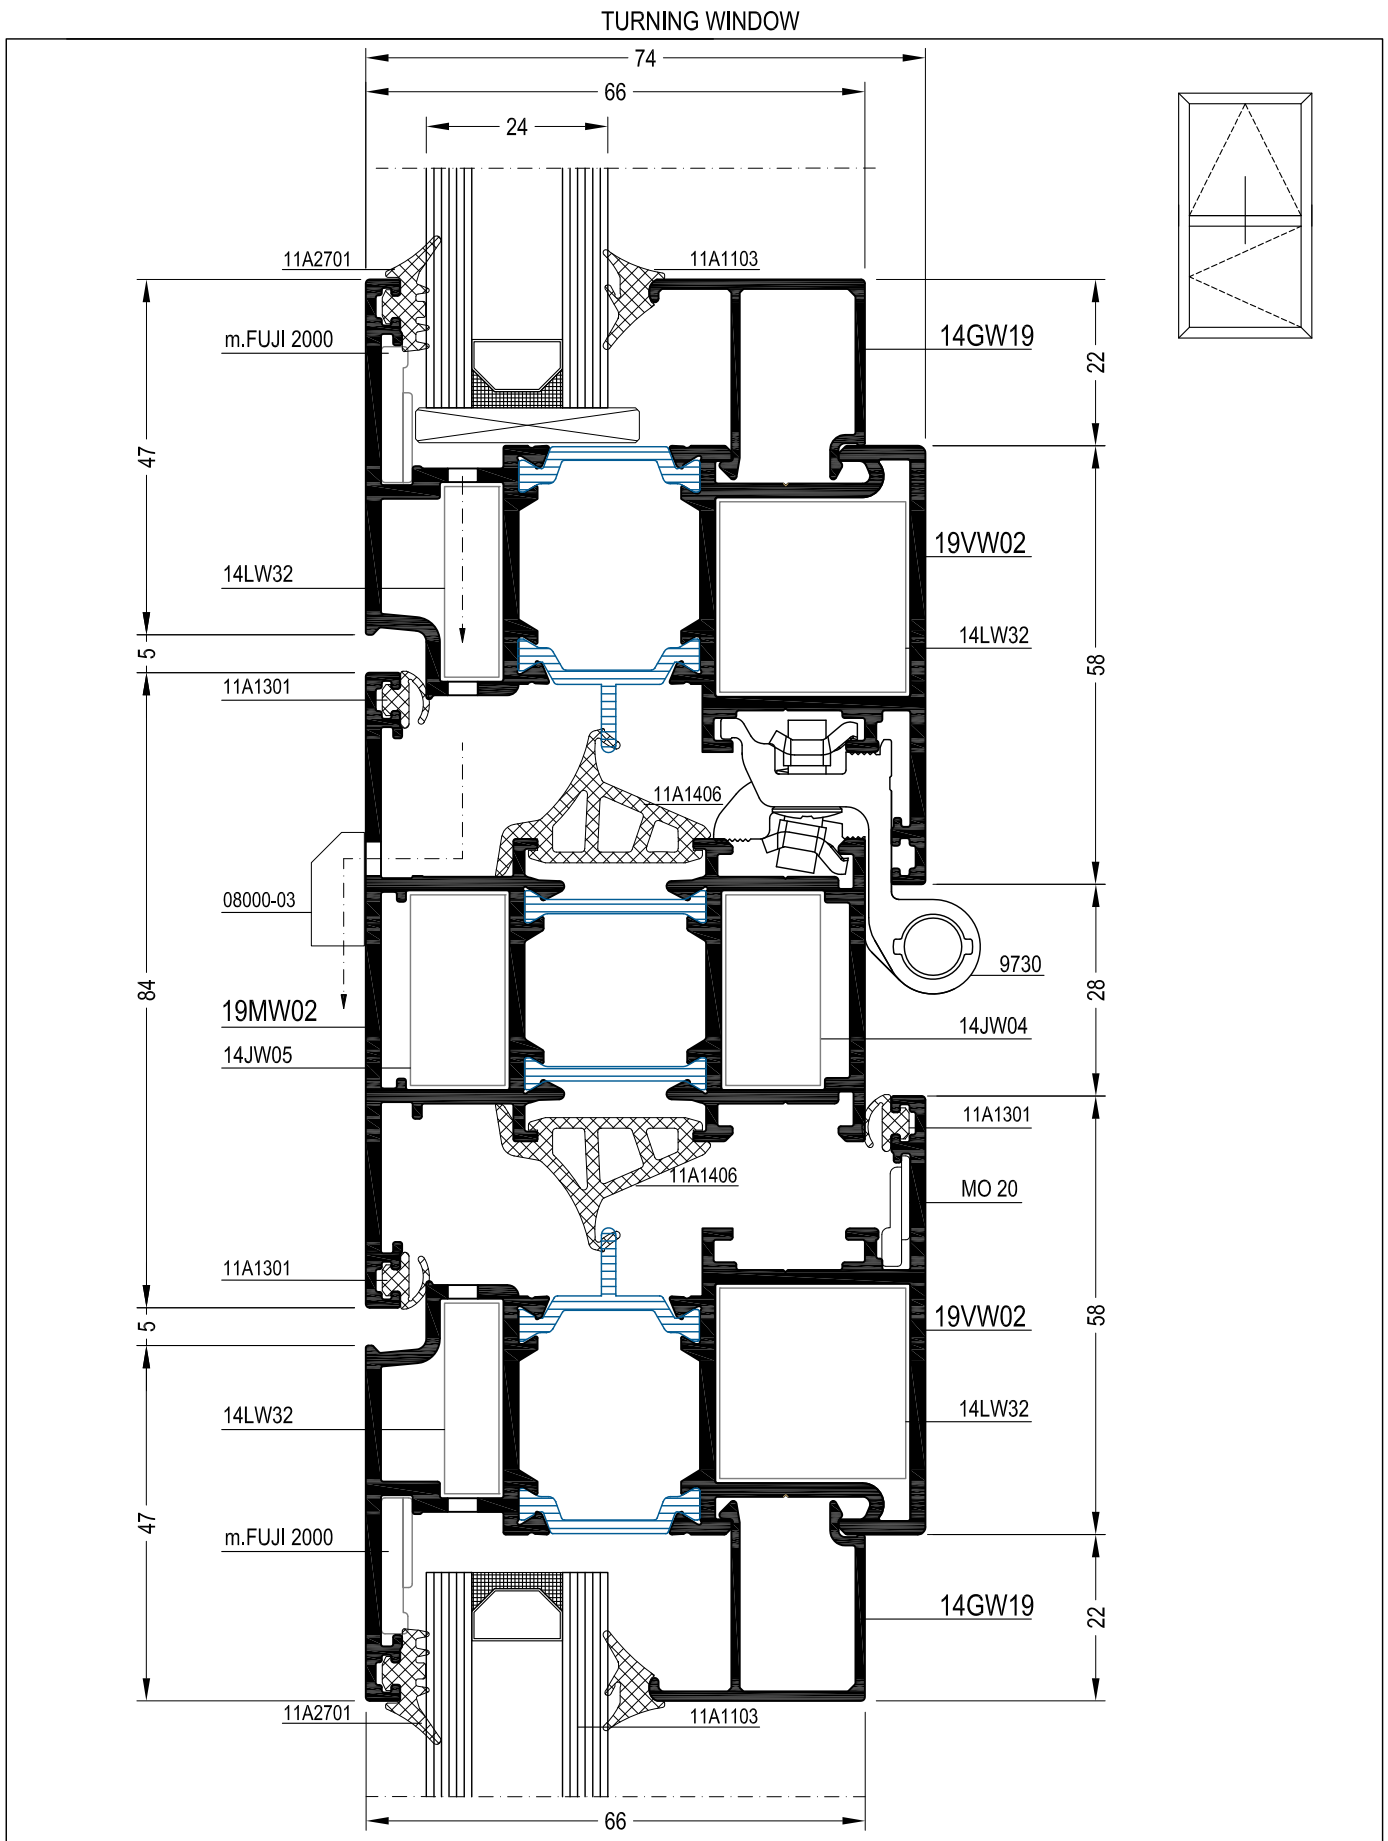 TURNING WINDOW
74
66
24
11A2701
11A1103
m.FUJI 2000
14GW19
22
47
19VW02
14LW32
14LW32
5
58
11A1301
11A1406
08000-03
9730
84
28
19MW02
14JW04
14JW05
11A1301
11A1406
MO 20
11A1301
19VW02
5
58
14LW32
14LW32
47
m.FUJI 2000
14GW19
22
11A2701
11A1103
66